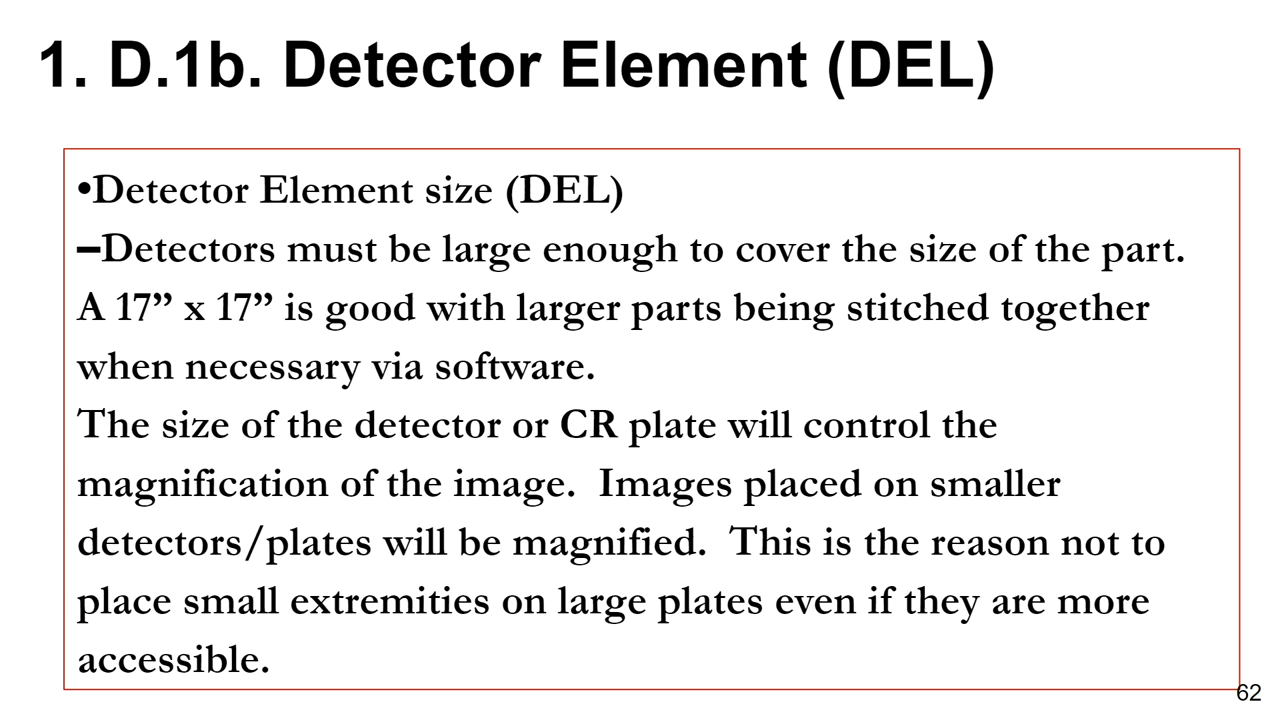 1. D.1b. Detector Element (DEL)
•Detector Element size (DEL)
–Detectors must be large enough to cover the size of the part.
A 17” x 17” is good with larger parts being stitched together
when necessary via software.
The size of the detector or CR plate will control the
magnification of the image.  Images placed on smaller
detectors/plates will be magnified.  This is the reason not to
place small extremities on large plates even if they are more
accessible.
62